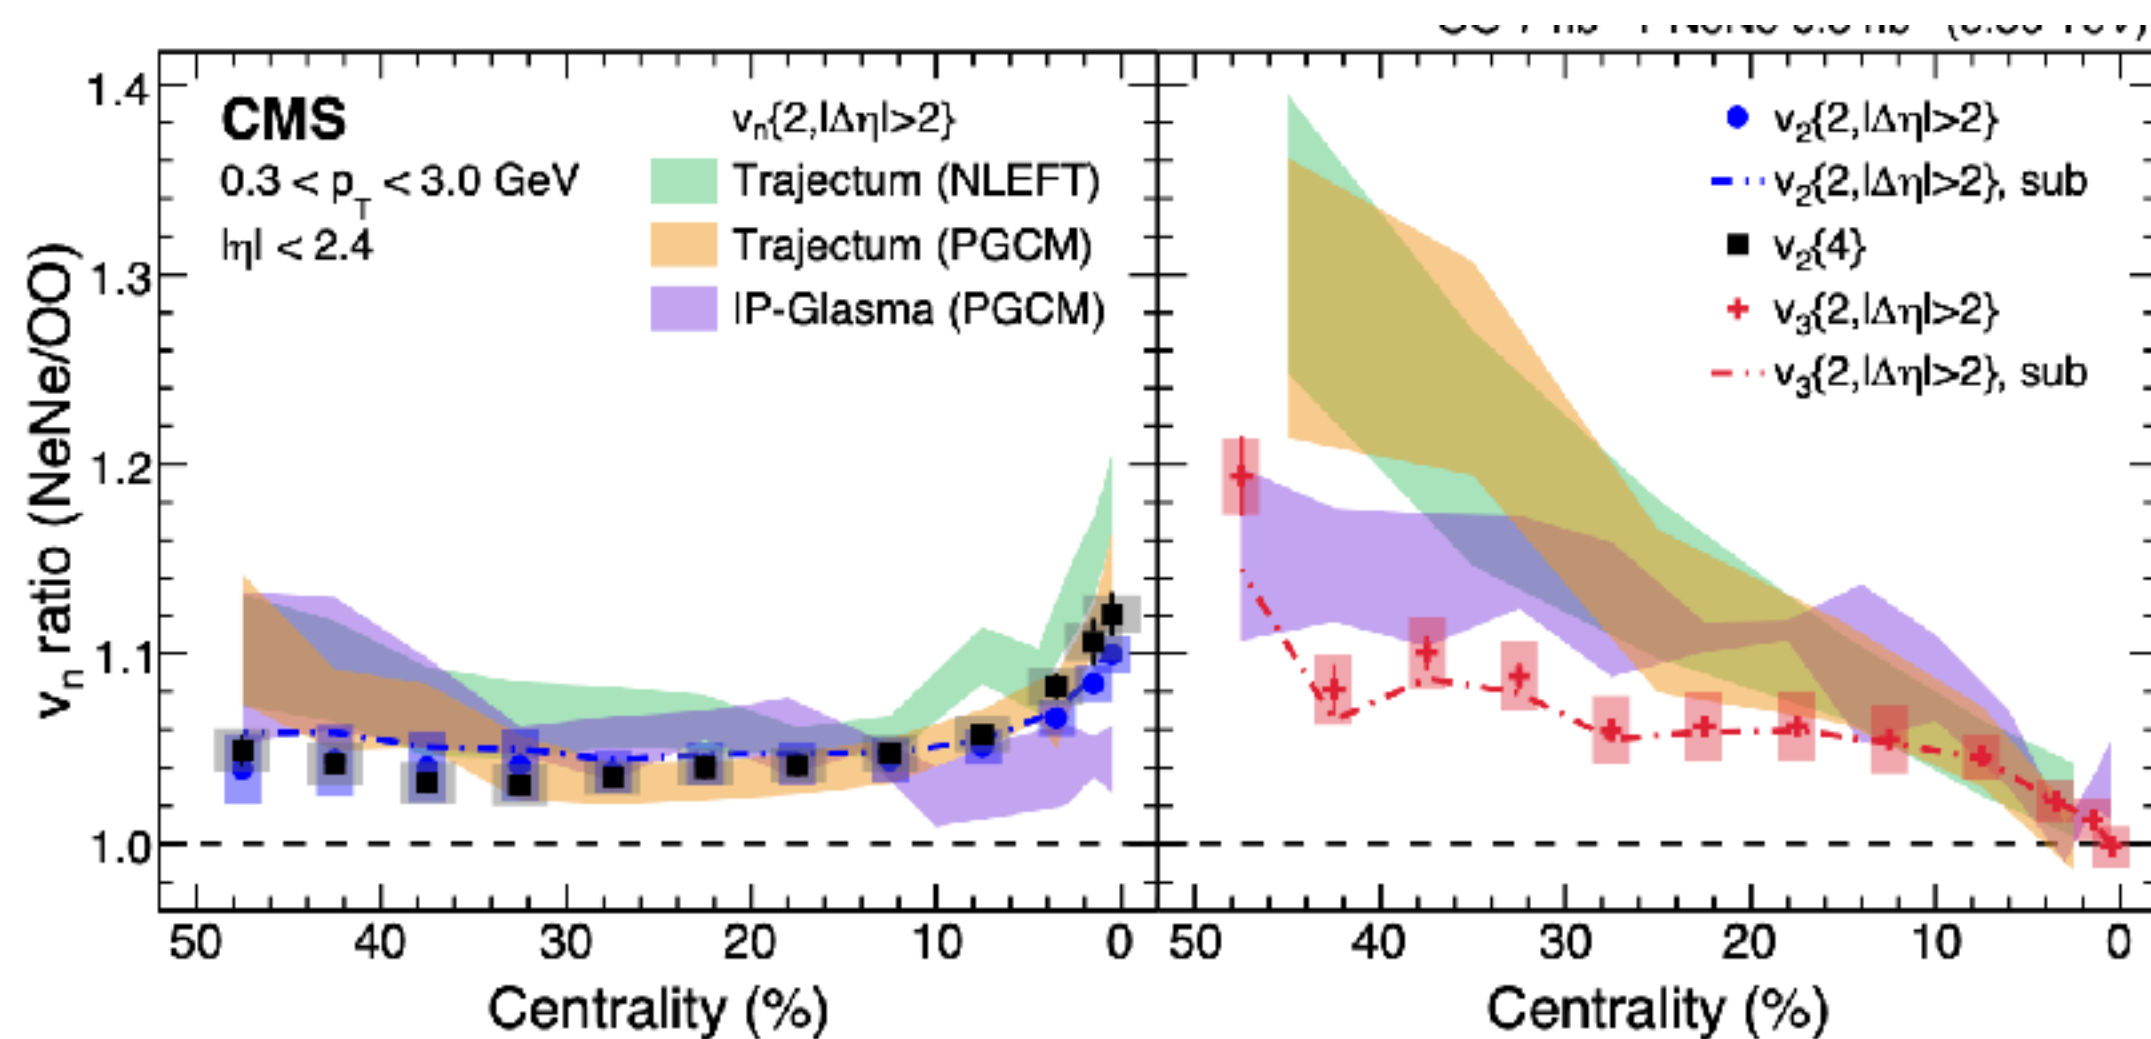 CMS
0.3 < p_T < 3.0 GeV
|η| < 2.4
v_n{2,|Δη|>2}
Trajectum (NLEFT)
Trajectum (PGCM)
IP-Glasma (PGCM)
v_2{2,|Δη|>2}
v_2{2,|Δη|>2}, sub
v_2{4}
v_3{2,|Δη|>2}
v_3{2,|Δη|>2}, sub
v_n ratio (NeNe/OO)
1.4
1.3
1.2
1.1
1.0
50 40 30 20 10 0
50 40 30 20 10 0
Centrality (%)
Centrality (%)